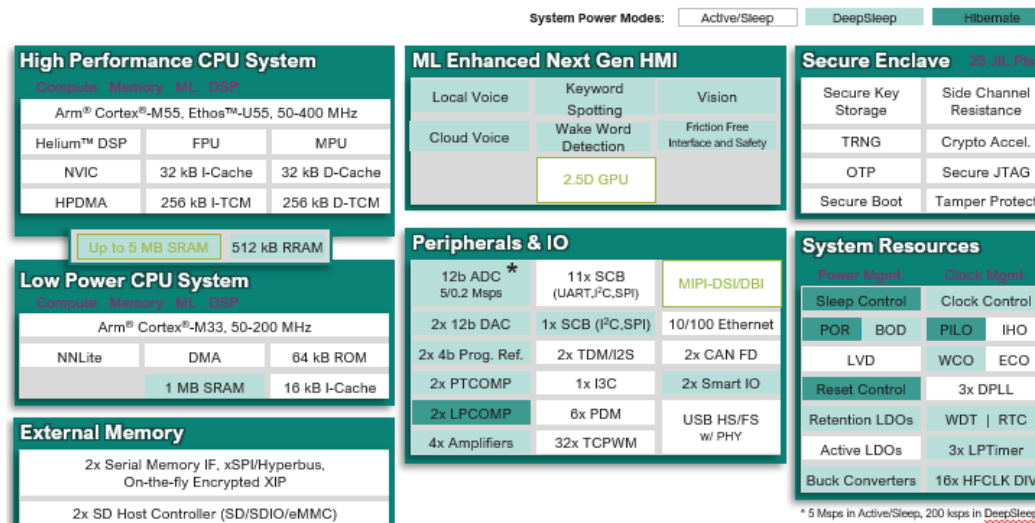 System Power Modes: Active/Sleep DeepSleep Hibernate
High Performance CPU System
Compute Memory ML DSP
Arm® Cortex®-M55, Ethos™-U55, 50-400 MHz
Helium™ DSP FPU MPU
NVIC 32 kB I-Cache 32 kB D-Cache
HPDMA 256 kB I-TCM 256 kB D-TCM
Up to 5 MB SRAM 512 kB RRAM
Low Power CPU System
Compute Memory ML DSP
Arm® Cortex®-M33, 50-200 MHz
NNLite DMA 64 kB ROM
1 MB SRAM 16 kB I-Cache
External Memory
2x Serial Memory IF, xSPI/Hyperbus,
On-the-fly Encrypted XIP
2x SD Host Controller (SD/SDIO/eMMC)
ML Enhanced Next Gen HMI
Local Voice
Keyword
Spotting
Vision
Cloud Voice
Wake Word
Detection
Friction Free
Interface and Safety
2.5D GPU
Peripherals & IO
12b ADC *
5/0.2 Msps
11x SCB
(UART,I²C,SPI)
MIPI-DSI/DBI
2x 12b DAC 1x SCB (I²C,SPI) 10/100 Ethernet
2x 4b Prog. Ref. 2x TDM/I2S 2x CAN FD
2x PTCOMP 1x I3C 2x Smart IO
2x LPCOMP 6x PDM
USB HS/FS
w/ PHY
4x Amplifiers 32x TCPWM
Secure Enclave 25 JIL Pts
Secure Key
Storage
Side Channel
Resistance
TRNG Crypto Accel.
OTP Secure JTAG
Secure Boot Tamper Protect
System Resources
Power Mgmt. Clock Mgmt.
Sleep Control Clock Control
POR BOD PILO IHO
LVD WCO ECO
Reset Control 3x DPLL
Retention LDOs WDT | RTC
Active LDOs 3x LPTimer
Buck Converters 16x HFCLK DIV
* 5 Msps in Active/Sleep, 200 ksps in DeepSleep